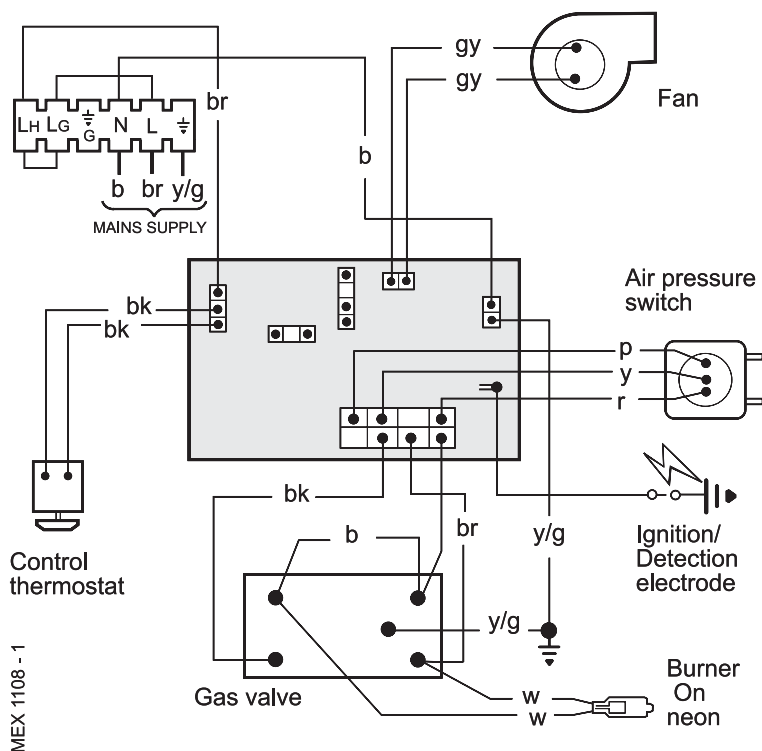 gy
gy
Fan
br
LH LG G N L
b
b br y/g
MAINS SUPPLY
Air pressure
switch
bk
bk
p
y
r
bk
br
y/g
b
Ignition/
Detection
electrode
Control
thermostat
y/g
Gas valve
w
w
Burner
On
neon
MEX 1108 - 1